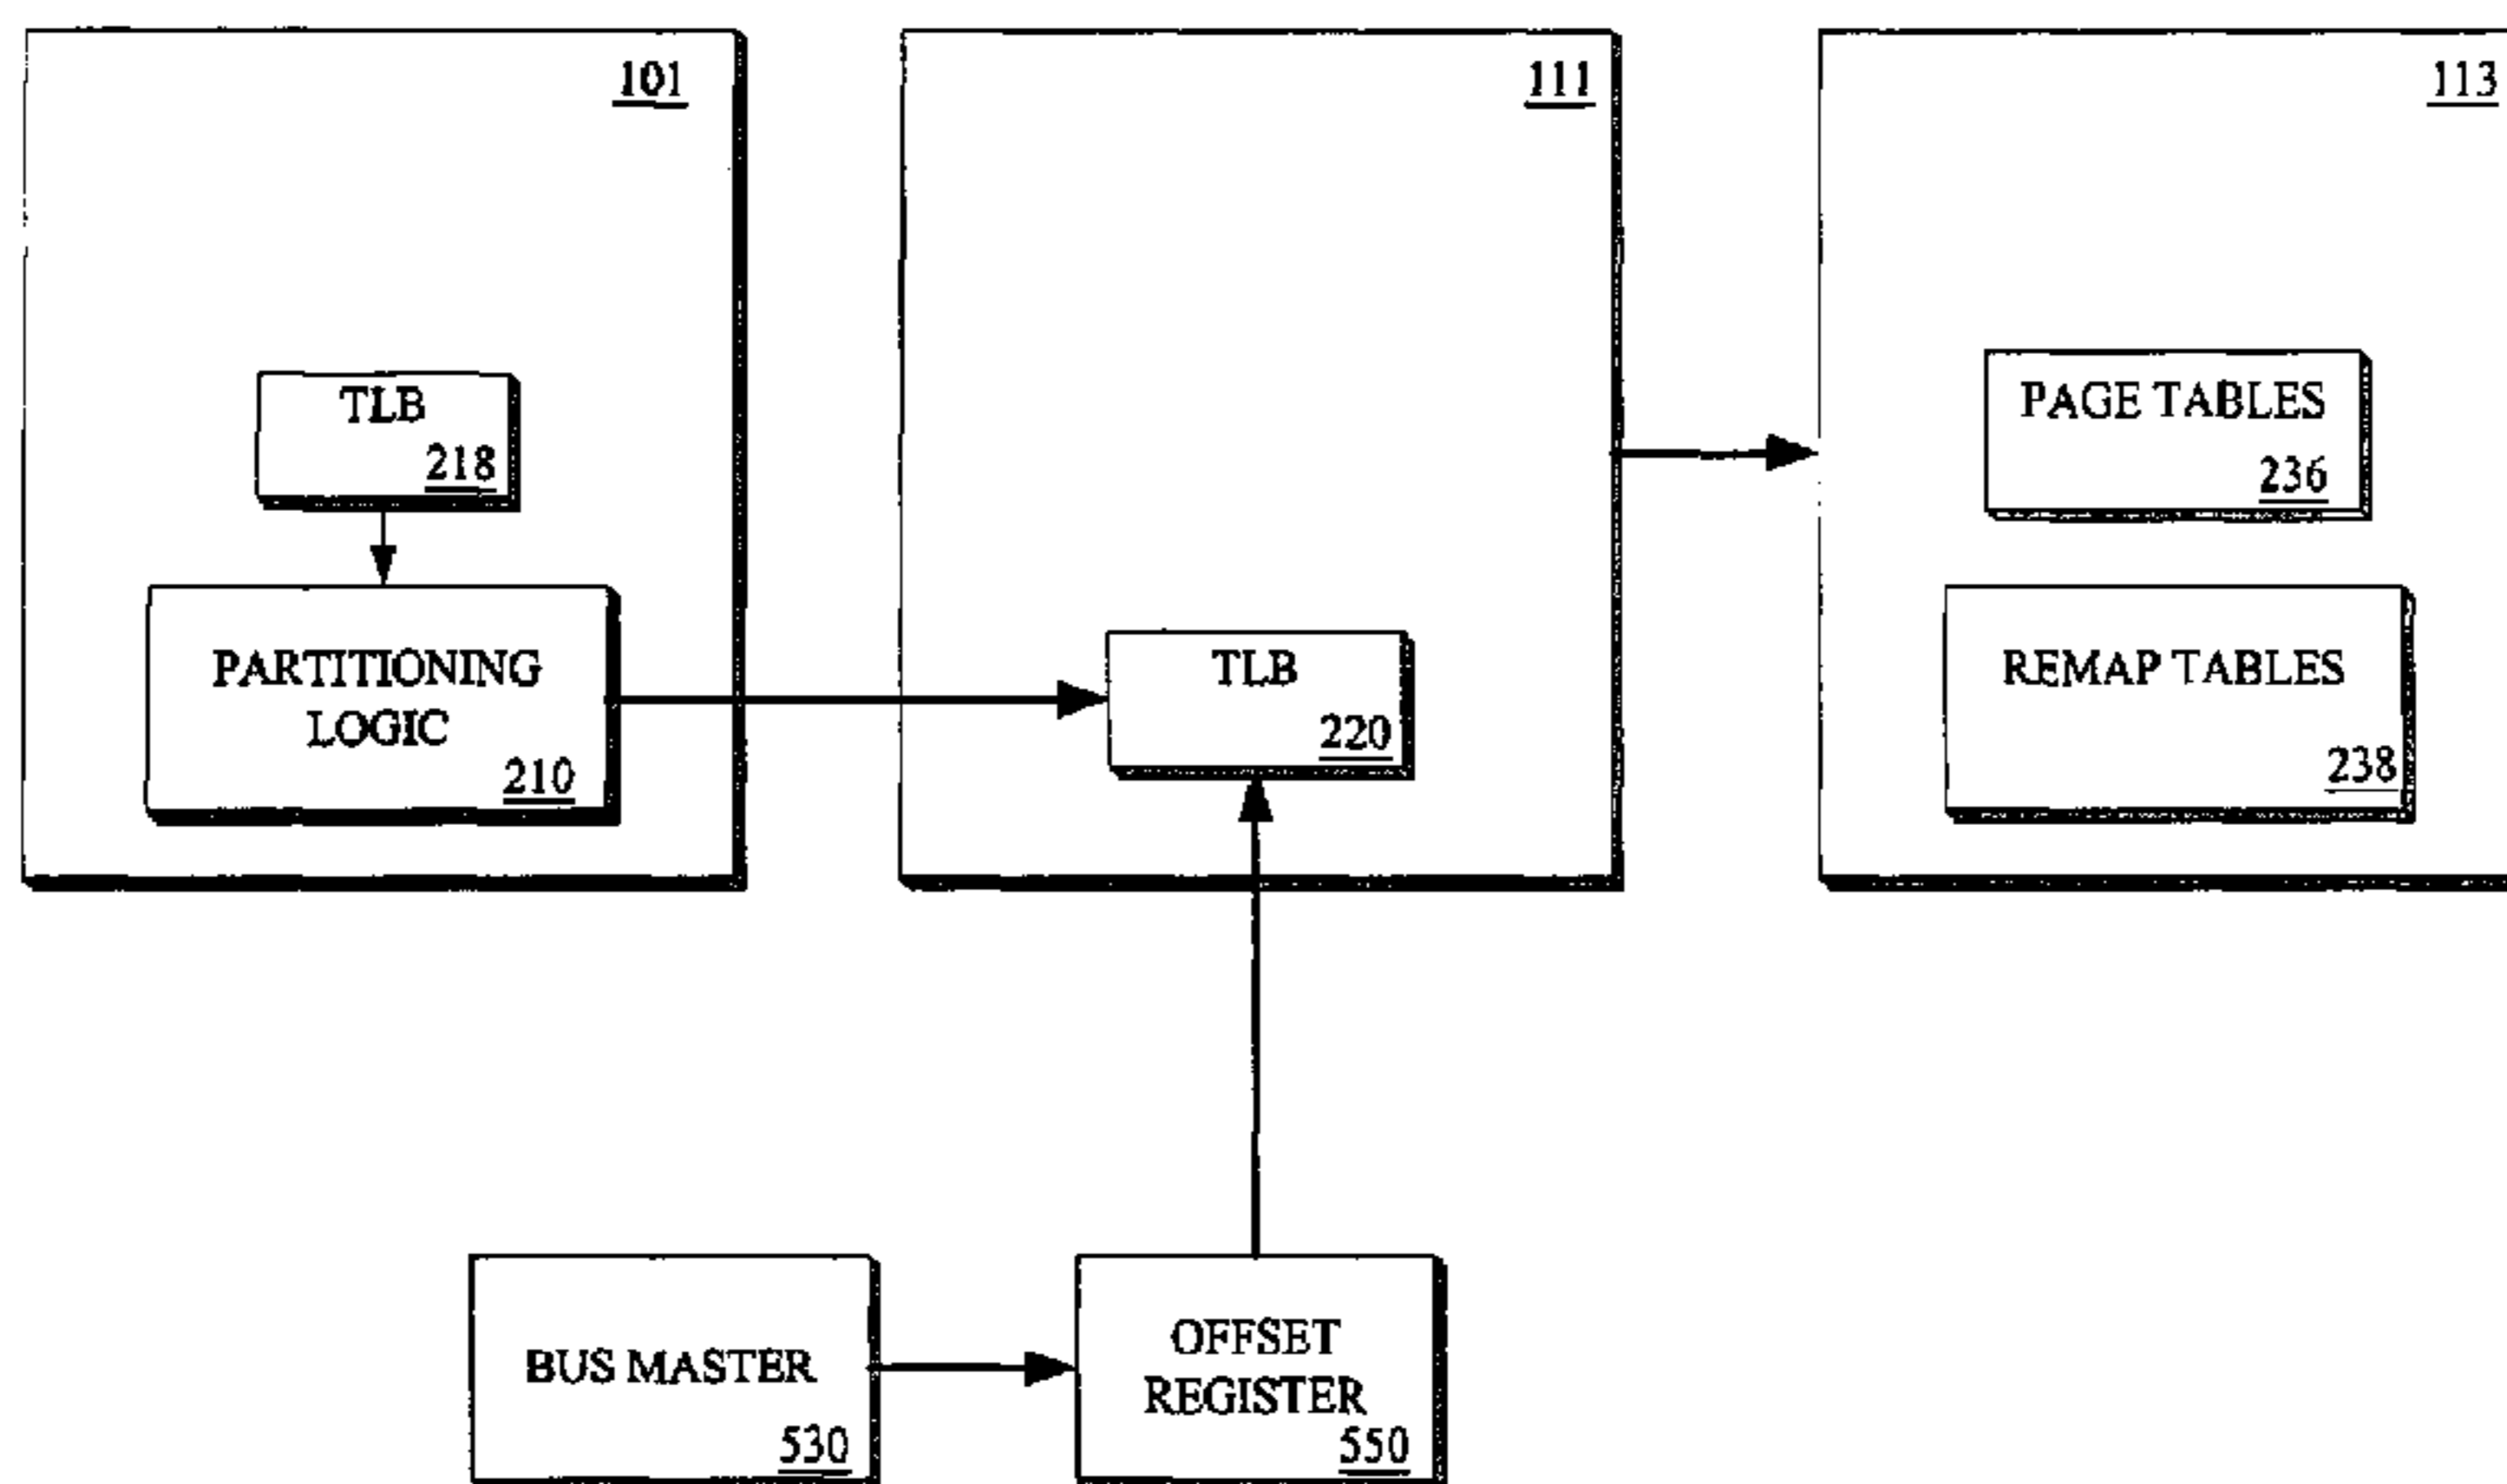 101
111
113
TLB
218
PAGE TABLES
236
PARTITIONING
LOGIC
210
TLB
220
REMAP TABLES
238
BUS MASTER
530
OFFSET
REGISTER
550